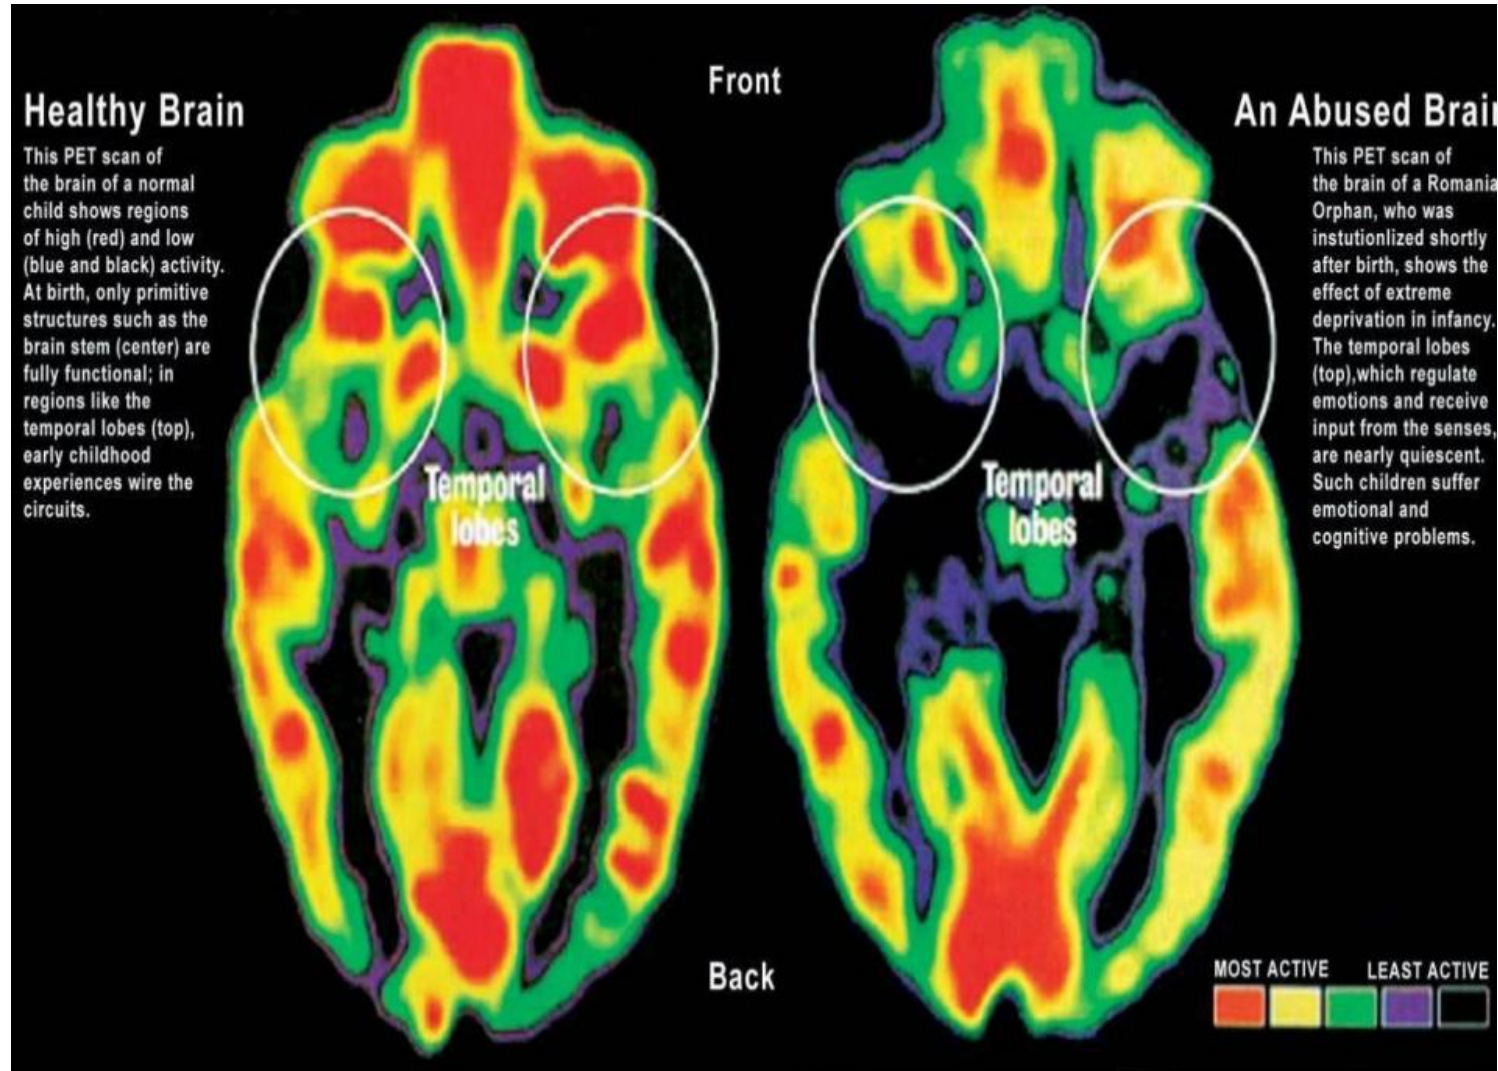 Healthy Brain
This PET scan of
the brain of a normal
child shows regions
of high (red) and low
(blue and black) activity.
At birth, only primitive
structures such as the
brain stem (center) are
fully functional; in
regions like the
temporal lobes (top),
early childhood
experiences wire the
circuits.
Front
Temporal
lobes
Temporal
lobes
Back
An Abused Brain
This PET scan of
the brain of a Romania
Orphan, who was
instutionlized shortly
after birth, shows the
effect of extreme
deprivation in infancy.
The temporal lobes
(top),which regulate
emotions and receive
input from the senses,
are nearly quiescent.
Such children suffer
emotional and
cognitive problems.
MOST ACTIVE LEAST ACTIVE